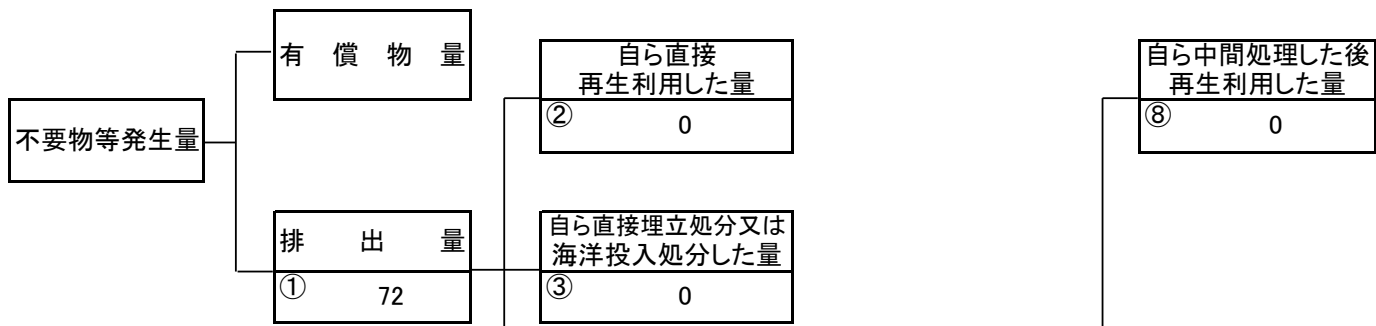 不要物等発生量
有償物量
排出量
① 72
自ら直接
再生利用した量
② 0
自ら直接埋立処分又は
海洋投入処分した量
③ 0
自ら中間処理した後
再生利用した量
⑧ 0